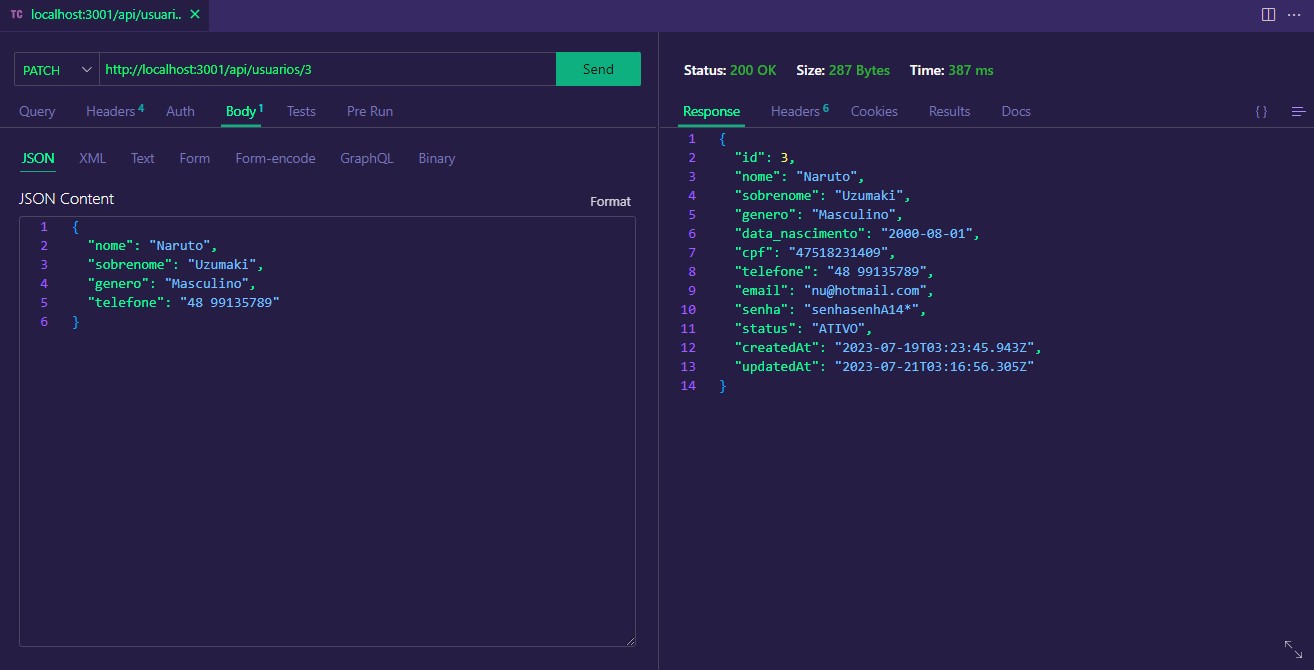 TC localhost:3001/api/usuari.. ×
PATCH http://localhost:3001/api/usuarios/3 Send
Query Headers 4 Auth Body 1 Tests Pre Run
JSON XML Text Form Form-encode GraphQL Binary
JSON Content Format
1 {
2 "nome": "Naruto",
3 "sobrenome": "Uzumaki",
4 "genero": "Masculino",
5 "telefone": "48 99135789"
6 }
Status: 200 OK Size: 287 Bytes Time: 387 ms
Response Headers 6 Cookies Results Docs { }
1 {
2 "id": 3,
3 "nome": "Naruto",
4 "sobrenome": "Uzumaki",
5 "genero": "Masculino",
6 "data_nascimento": "2000-08-01",
7 "cpf": "47518231409",
8 "telefone": "48 99135789",
9 "email": "nu@hotmail.com",
10 "senha": "senhasenhA14*",
11 "status": "ATIVO",
12 "createdAt": "2023-07-19T03:23:45.943Z",
13 "updatedAt": "2023-07-21T03:16:56.305Z"
14 }